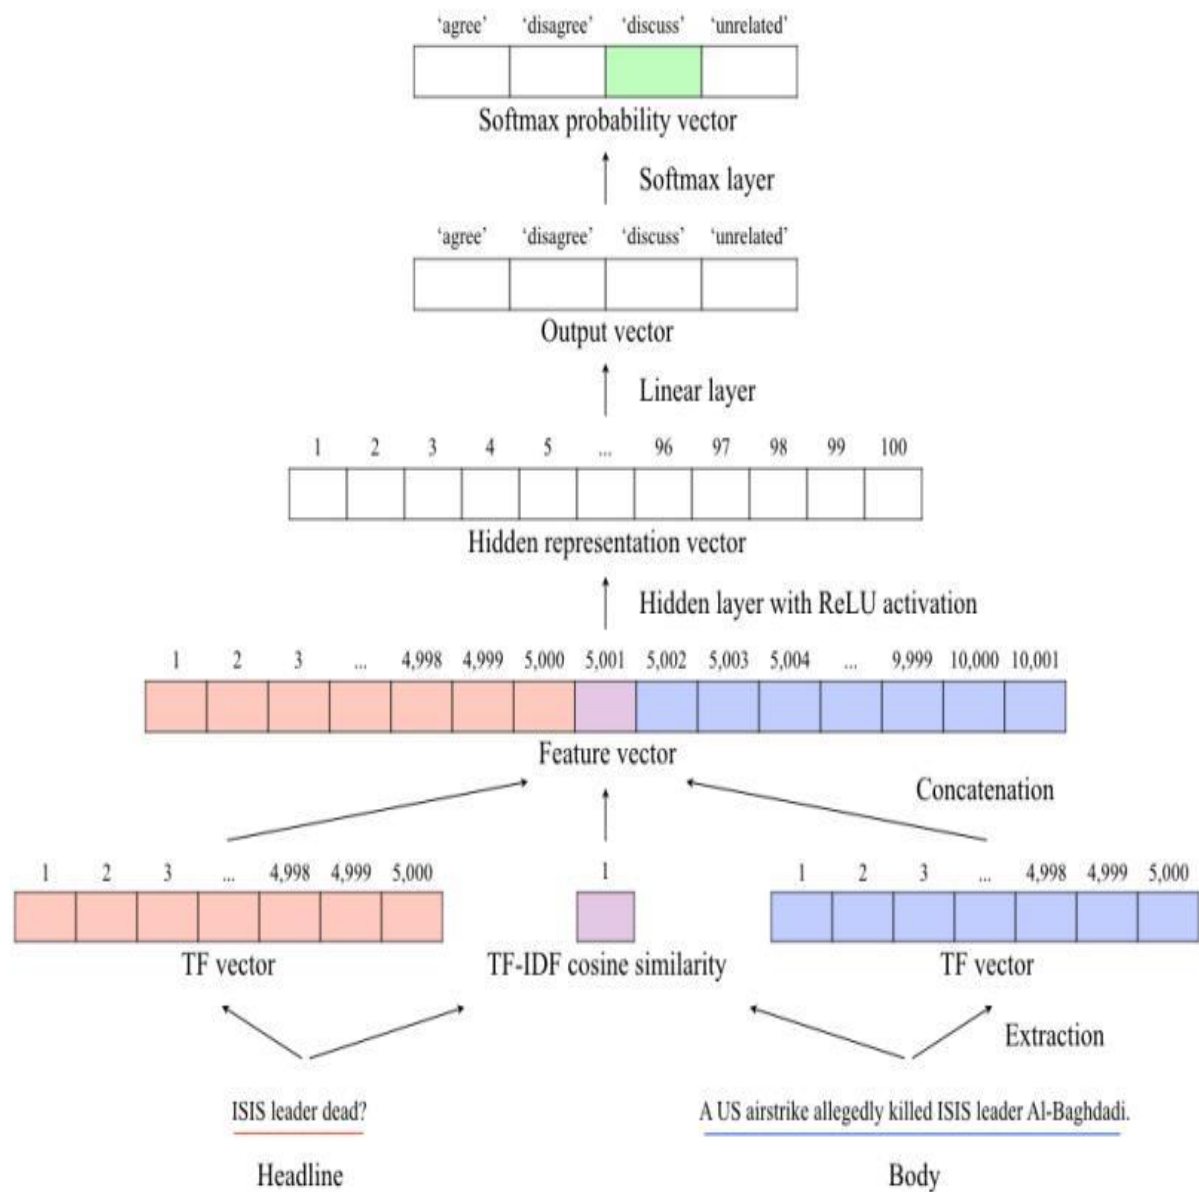 ‘agree’ ‘disagree’ ‘discuss’ ‘unrelated’
Softmax probability vector
Softmax layer
‘agree’ ‘disagree’ ‘discuss’ ‘unrelated’
Output vector
Linear layer
1 2 3 4 5 ... 96 97 98 99 100
Hidden representation vector
Hidden layer with ReLU activation
1 2 3 ... 4,998 4,999 5,000 5,001 5,002 5,003 5,004 ... 9,999 10,000 10,001
Feature vector
Concatenation
1 2 3 ... 4,998 4,999 5,000 1 1 2 3 ... 4,998 4,999 5,000
TF vector TF-IDF cosine similarity TF vector
Extraction
ISIS leader dead? A US airstrike allegedly killed ISIS leader Al-Baghdadi.
Headline Body